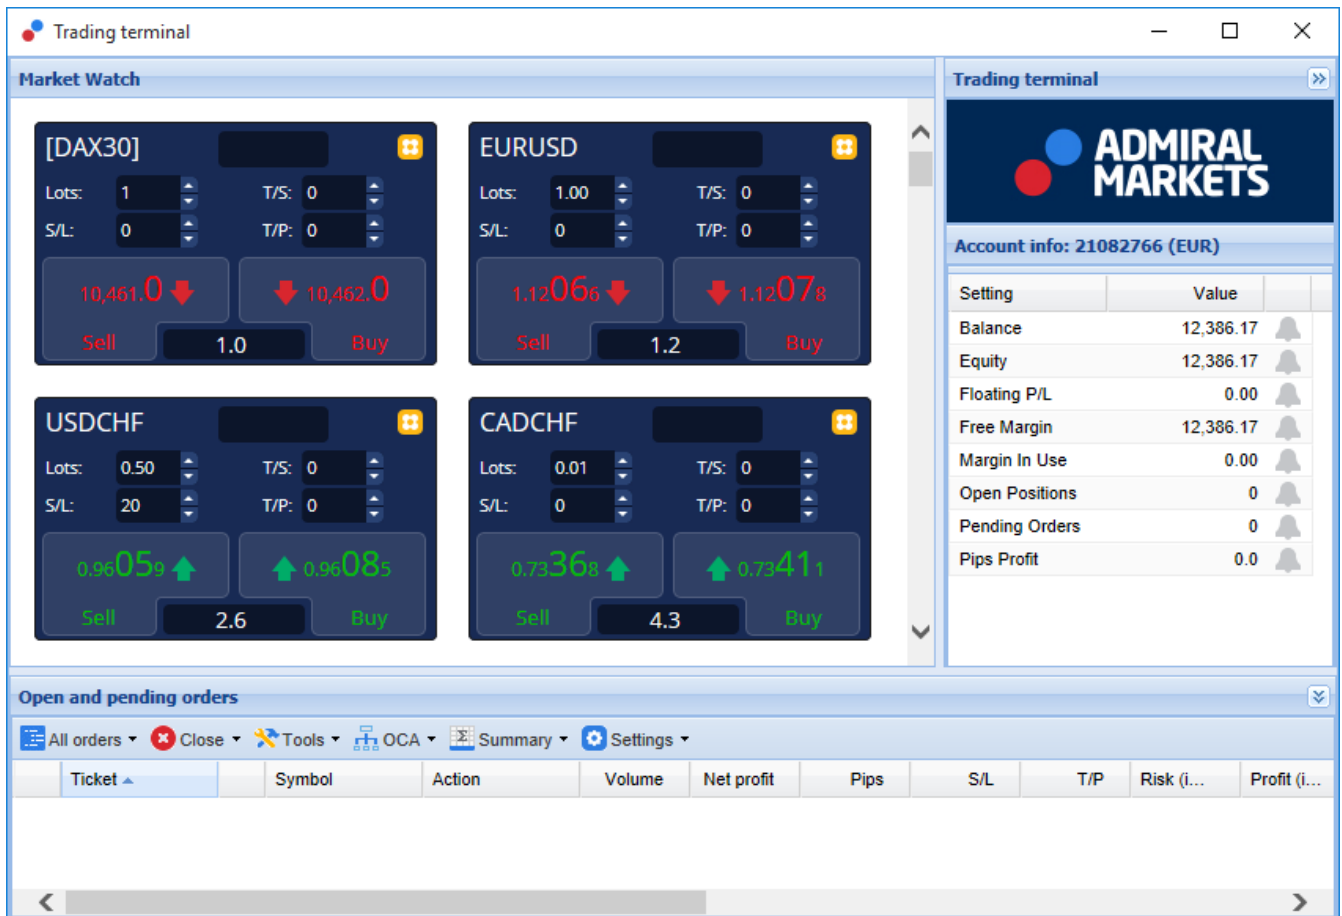 Trading terminal
Market Watch
[DAX30]
Lots: 1 T/S: 0
S/L: 0 T/P: 0
10,461.0 10,462.0
Sell 1.0 Buy
EURUSD
Lots: 1.00 T/S: 0
S/L: 0 T/P: 0
1.12066 1.12078
Sell 1.2 Buy
USDCHF
Lots: 0.50 T/S: 0
S/L: 20 T/P: 0
0.96059 0.96085
Sell 2.6 Buy
CADCHF
Lots: 0.01 T/S: 0
S/L: 0 T/P: 0
0.73368 0.73411
Sell 4.3 Buy
Trading terminal
ADMIRAL
MARKETS
Account info: 21082766 (EUR)
Setting Value
Balance 12,386.17
Equity 12,386.17
Floating P/L 0.00
Free Margin 12,386.17
Margin In Use 0.00
Open Positions 0
Pending Orders 0
Pips Profit 0.0
Open and pending orders
All orders Close Tools OCA Σ Summary Settings
Ticket Symbol Action Volume Net profit Pips S/L T/P Risk (i... Profit (i...